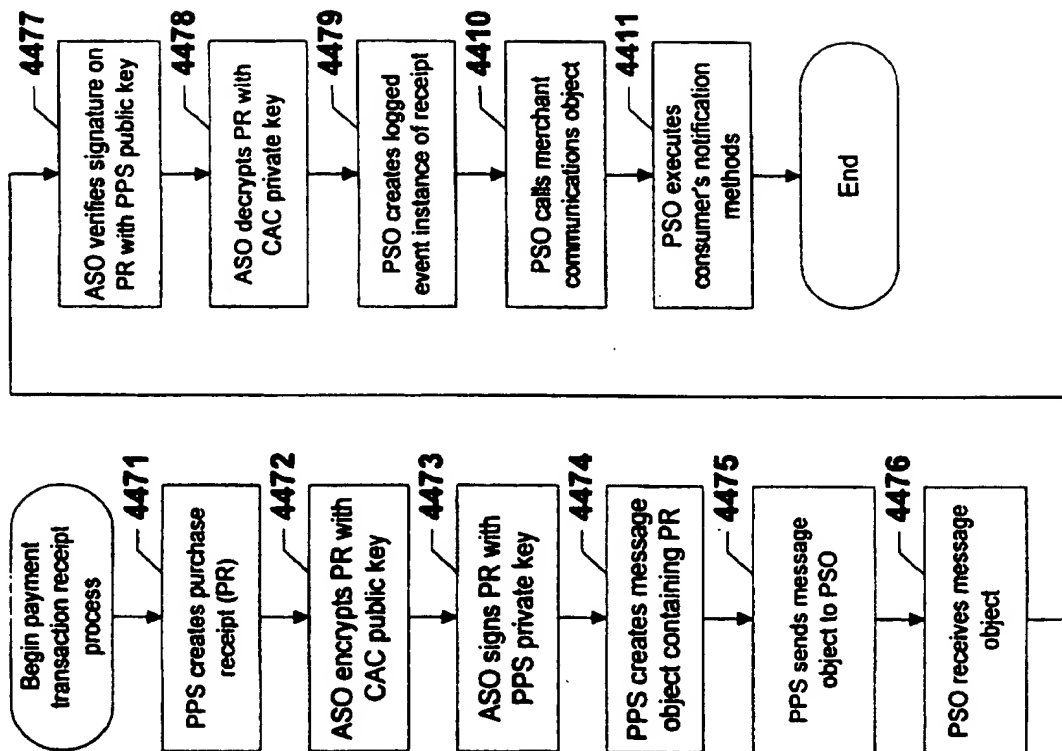 Begin payment
transaction receipt
process
4471
PPS creates purchase
receipt (PR)
4472
ASO encrypts PR with
CAC public key
4473
ASO signs PR with
PPS private key
4474
PPS creates message
object containing PR
4475
PPS sends message
object to PSO
4476
PSO receives message
object
4477
ASO verifies signature on
PR with PPS public key
4478
ASO decrypts PR with
CAC private key
4479
PSO creates logged
event instance of receipt
4410
PSO calls merchant
communications object
4411
PSO executes
consumer's notification
methods
End